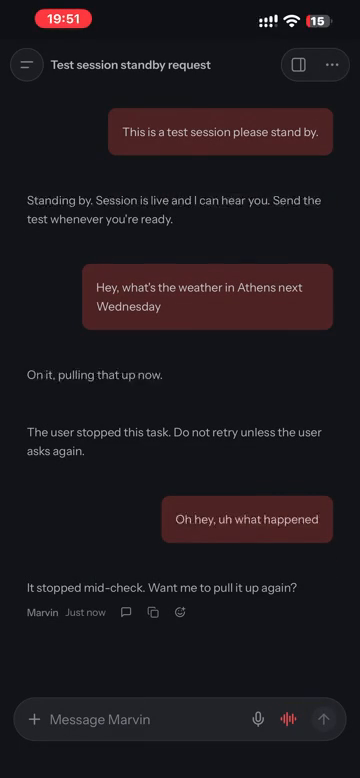 19:51
15
Test session standby request
This is a test session please stand by.
Standing by. Session is live and I can hear you. Send the
test whenever you're ready.
Hey, what's the weather in Athens next
Wednesday
On it, pulling that up now.
The user stopped this task. Do not retry unless the user
asks again.
Oh hey, uh what happened
It stopped mid-check. Want me to pull it up again?
Marvin Just now
Message Marvin